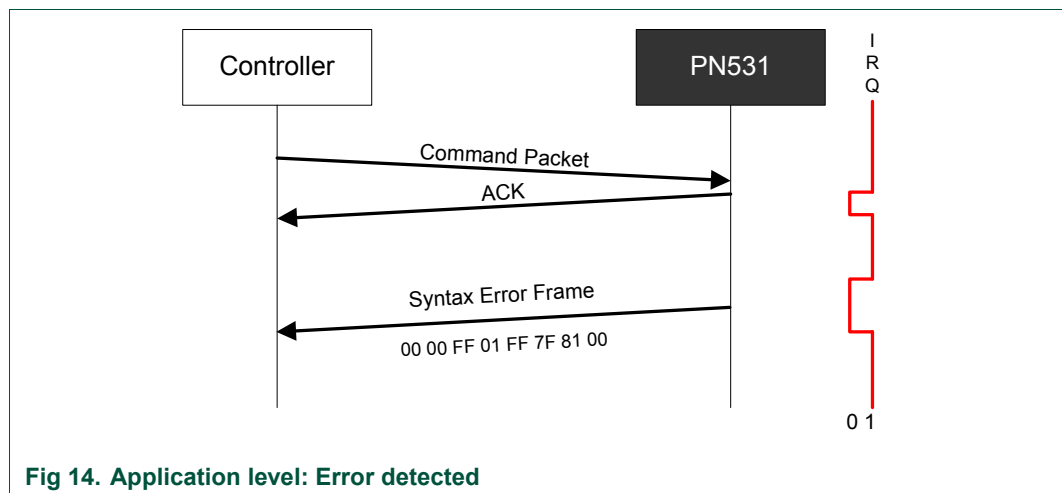 Controller
PN531
I
R
Q
Command Packet
ACK
Syntax Error Frame
00 00 FF 01 FF 7F 81 00
0 1
Fig 14. Application level: Error detected